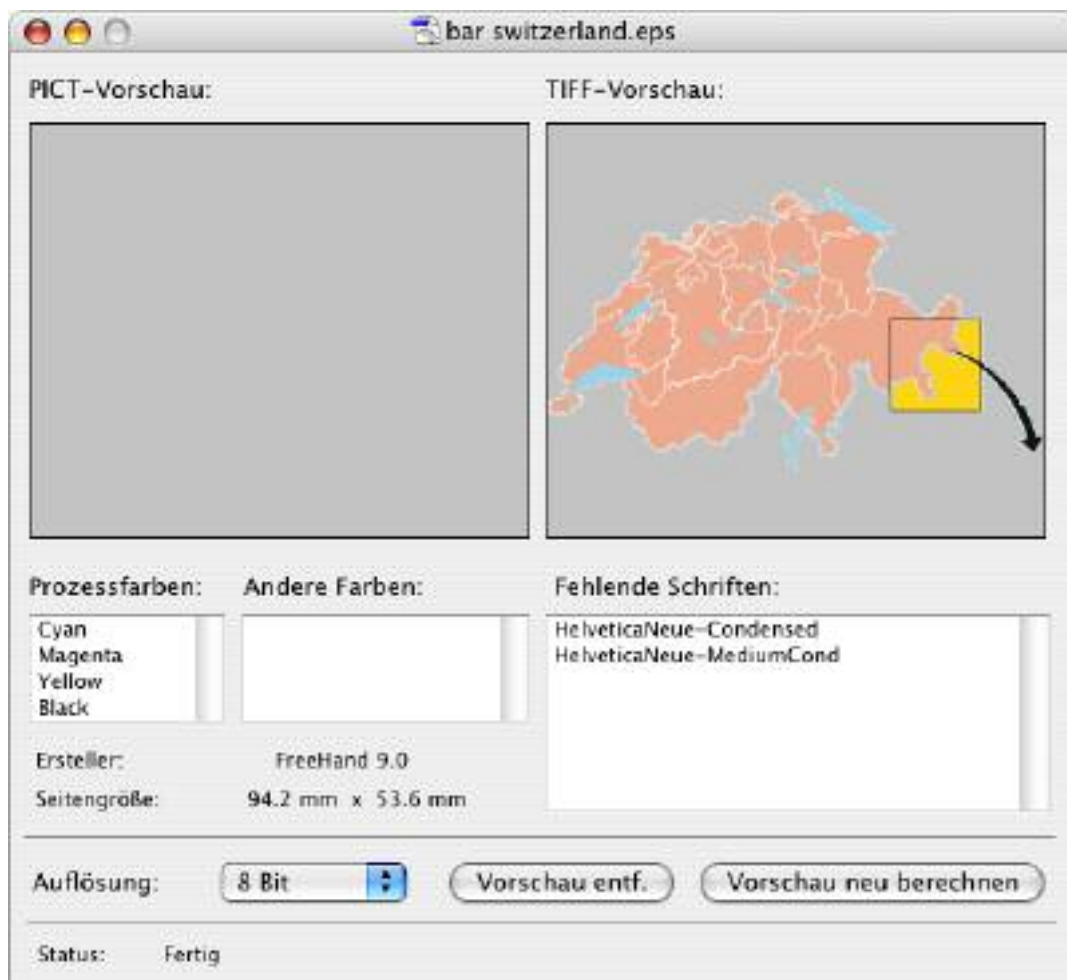 bar switzerland.eps
PICT-Vorschau:
TIFF-Vorschau:
Prozessfarben:
Cyan
Magenta
Yellow
Black
Andere Farben:
Fehlende Schriften:
HelveticaNeue-Condensed
HelveticaNeue-MediumCond
Ersteller: FreeHand 9.0
Seitengröße: 94.2 mm x 53.6 mm
Auflösung: 8 Bit Vorschau entf. Vorschau neu berechnen
Status: Fertig